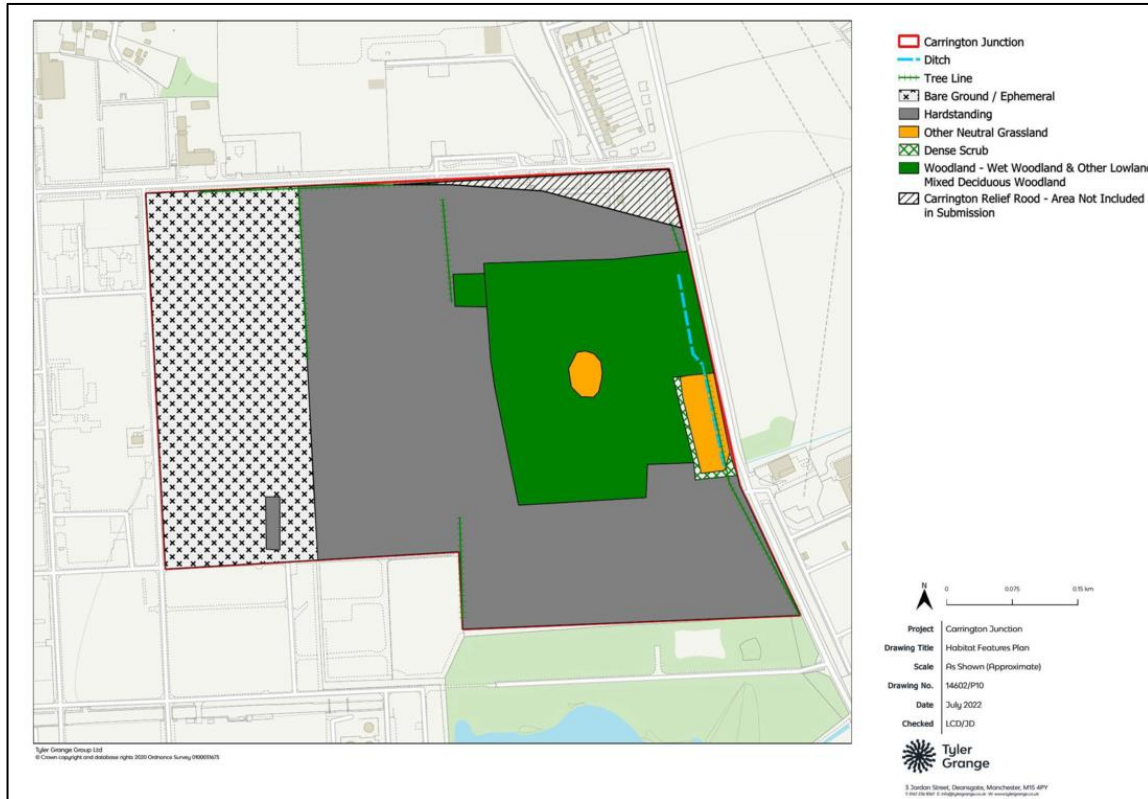 Carrington Junction
Ditch
Tree Line
Bare Ground / Ephemeral
Hardstanding
Other Neutral Grassland
Dense Scrub
Woodland - Wet Woodland & Other Lowland
Mixed Deciduous Woodland
Carrington Relief Rood - Area Not Included
in Submission
N
0 0.075 0.15 km
Project Carrington Junction
Drawing Title Habitat Features Plan
Scale As Shown (Approximate)
Drawing No. 14602/P10
Date July 2022
Checked LCD/JD
Tyler
Grange
3 Jordan Street, Deansgate, Manchester, M15 4PY
Tyler Grange Group Ltd
© Crown copyright and database rights 2020 Ordnance Survey